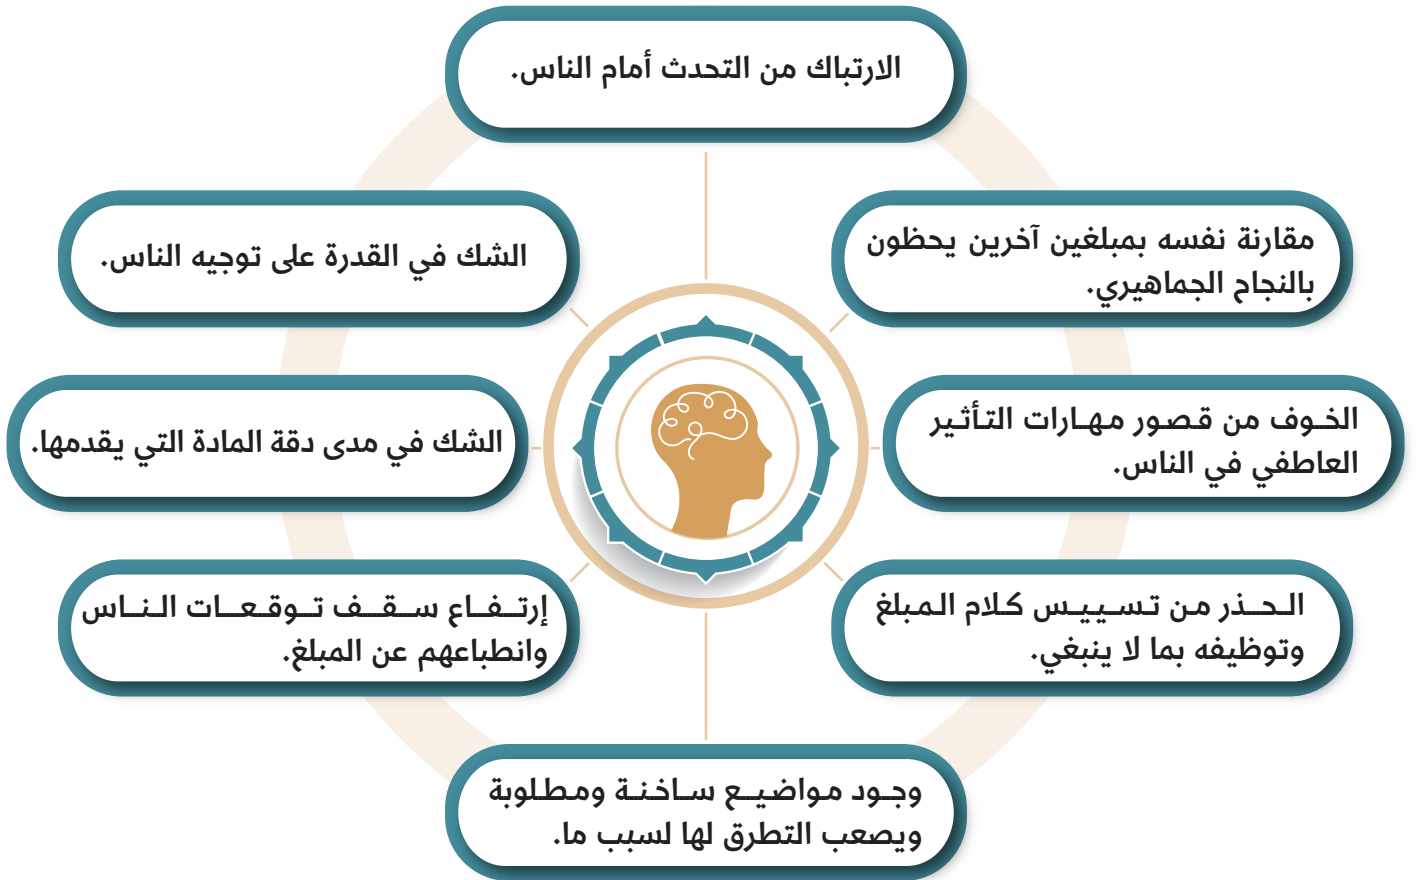 الارتباك من التحدث أمام الناس.
مقارنة نفسه بمبلغين آخرين يحظون
بالنجاح الجماهيري.
الشك في القدرة على توجيه الناس.
الخوف من قصور مهارات التأثير
العاطفي في الناس.
الشك في مدى دقة المادة التي يقدمها.
الحذر من تسييس كلام المبلغ
وتوظيفه بما لا ينبغي.
إرتفاع سقف توقعات الناس
وانطباعهم عن المبلغ.
وجود مواضيع ساخنة ومطلوبة
ويصعب التطرق لها لسبب ما.